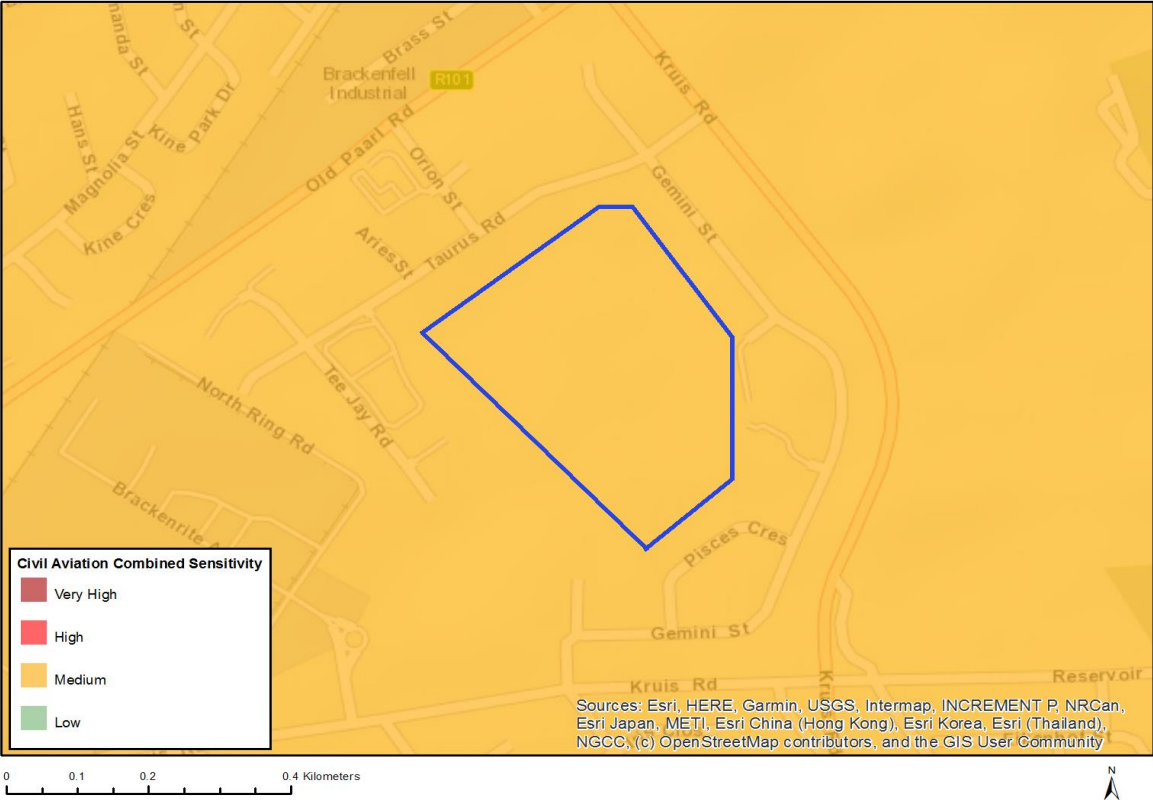 Brass St
Brackenfell
Industrial
R101
Kruis Rd
Hans St
Kine Park Dr
Magnolia St
Old Paarl Rd
Orion St
Kine Cres
Gemini St
Aries St
Taurus Rd
Tee Jay Rd
North Ring Rd
Pisces Cres
Gemini St
Kruis Rd
Reservoir
Civil Aviation Combined Sensitivity
Very High
High
Medium
Low
Sources: Esri, HERE, Garmin, USGS, Intermap, INCREMENT P, NRCan,
Esri Japan, METI, Esri China (Hong Kong), Esri Korea, Esri (Thailand),
NGCC, (c) OpenStreetMap contributors, and the GIS User Community
0 0.1 0.2 0.4 Kilometers
N